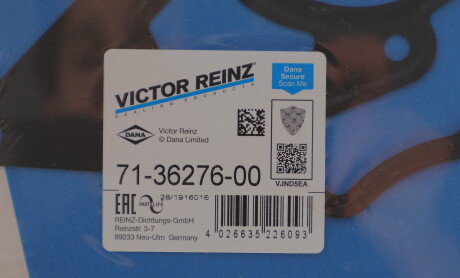 VICTOR REINZ®
SEALING PRODUCTS
Dana
Secure
Scan Me
DANA
Victor Reinz
© Dana Limited
71-36276-00
VJND5EA
EAC
28/1916016
REINZ-Dichtungs-GmbH
Reinzstr. 3-7
89233 Neu-Ulm Germany
4 026635 226093